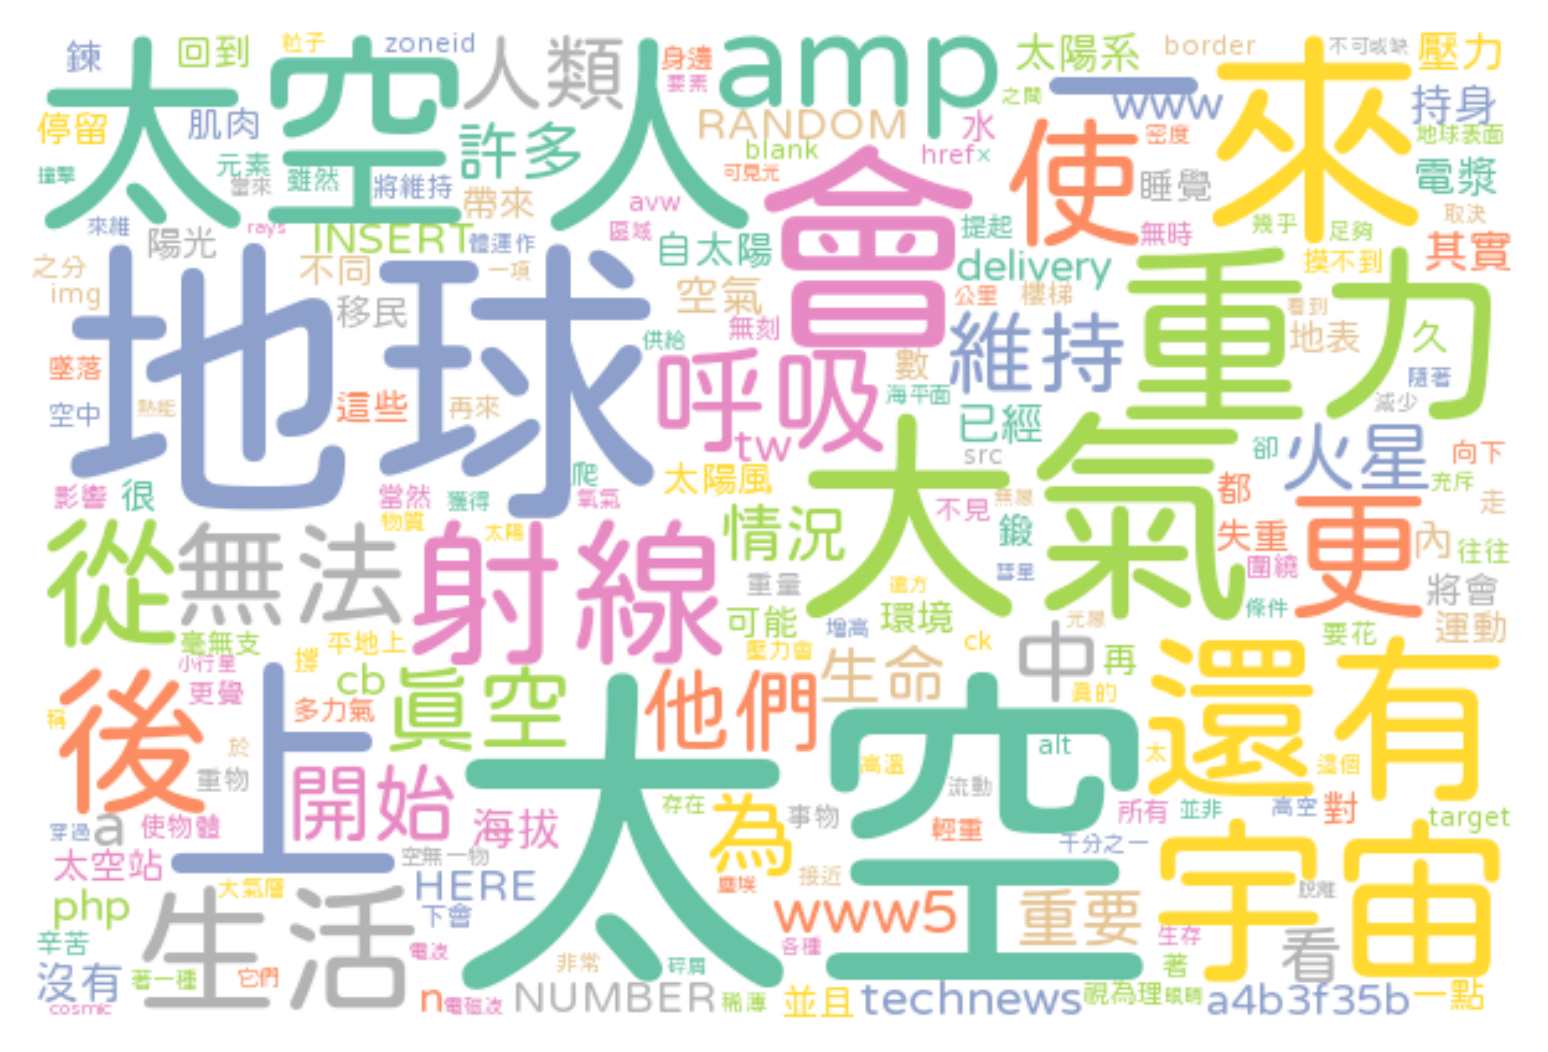 鍊
回到
粒子
zoneid
人類
身邊
amp
太陽系
border
不可或缺
壓力
太空人
要素
之間
一
www
來
持身
停留
肌肉
許多
RANDOM
水
使
密度
地球表面
元素
blank
href
x
撞擊
當來
雖然
將維持
可見光
會
睡覺
電漿
帶來
avw
來維
rays
INSERT
體運作
區域
提起
無時
幾乎
足夠
取決
陽光
自太陽
delivery
其實
之分
不同
一項
摸不到
img
地球
移民
空氣
公里
樓梯
重力
看到
供給
無刻
維持
地表
久
墜落
呼吸
數
隨著
空中
熱能
這些
再來
海平面
減少
tw
已經
src
大氣
卻
火星
向下
影響
很
當然
獲得
爬
氧氣
太陽風
不見
都
充斥
走
物質
太陽
從
無法
射線
情況
鍛
失重
更
內
往往
重量
遠方
彗星
圍繞
將會
毫無支
平地上
可能
增高
環境
條件
要花
運動
小行星
撐
壓力會
生命
ck
中
再
還有
更覺
cb
真空
他們
真的
稱
多力氣
後
上
於
太空
alt
太
這個
重物
開始
高溫
流動
穿過
a
使物體
海拔
存在
為
事物
所有
並非
高空
對
target
太空站
空無一物
輕重
千分之一
大氣層
HERE
塵埃
接近
宇宙
脫離
php
生活
下會
www5
重要
辛苦
電波
各種
生存
看
沒有
著一種
它們
非常
碎屑
著
cosmic
n
電磁波
NUMBER
稀薄
並且
technews
視為理
眼睛
a4b3f35b
一點